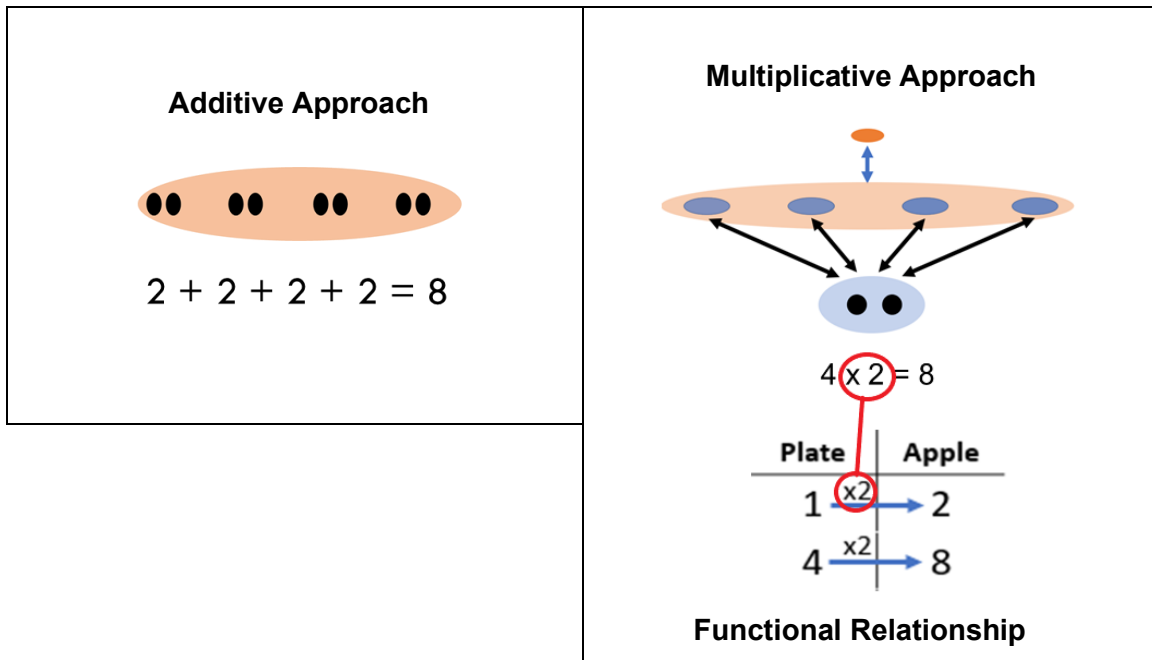 Additive Approach
2 + 2 + 2 + 2 = 8
Multiplicative Approach
4 x 2 = 8
Plate Apple
1 x2 2
4 x2 8
Functional Relationship